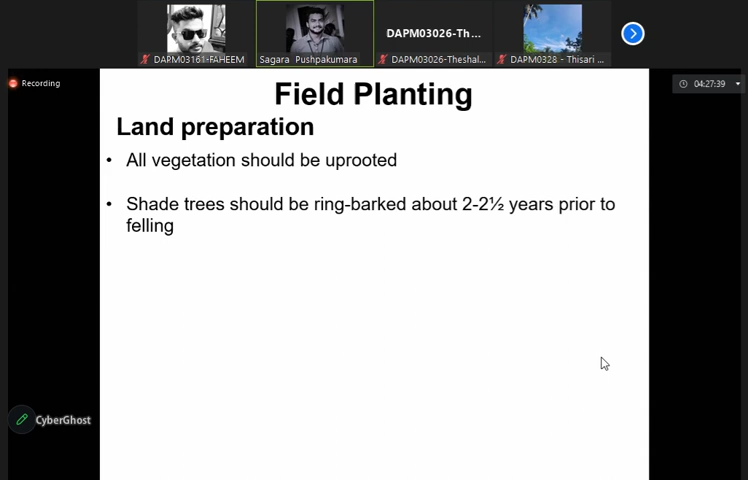 DAPM03026-Th...
DAPM03161-FAHEEM
Sagara Pushpakumara
DAPM03026-Theshal...
DAPM0328 - Thisari ...
Recording
04:27:39
Field Planting
Land preparation
• All vegetation should be uprooted
• Shade trees should be ring-barked about 2-2½ years prior to
felling
CyberGhost